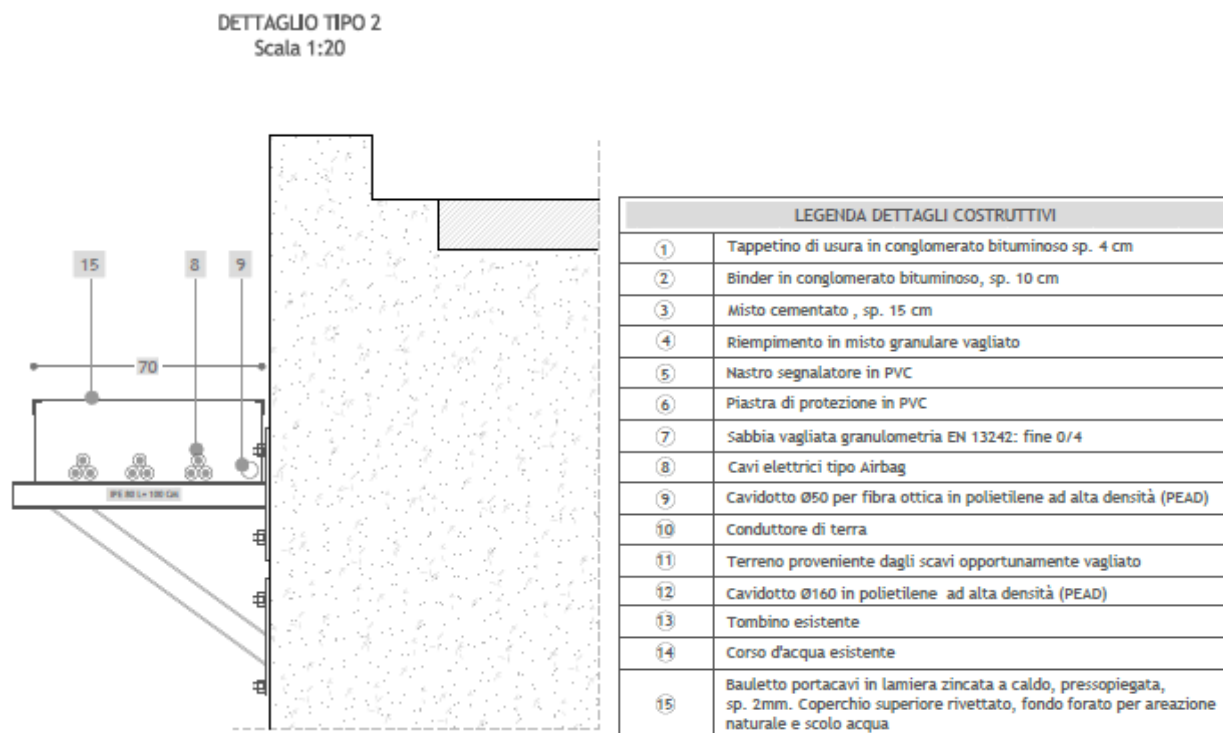 DETTAGLIO TIPO 2
Scala 1:20
15
8
9
70
IPE 80 L= 100 CM
LEGENDA DETTAGLI COSTRUTTIVI
1 Tappetino di usura in conglomerato bituminoso sp. 4 cm
2 Binder in conglomerato bituminoso, sp. 10 cm
3 Misto cementato , sp. 15 cm
4 Riempimento in misto granulare vagliato
5 Nastro segnalatore in PVC
6 Piastra di protezione in PVC
7 Sabbia vagliata granulometria EN 13242: fine 0/4
8 Cavi elettrici tipo Airbag
9 Cavidotto Ø50 per fibra ottica in polietilene ad alta densità (PEAD)
10 Conduttore di terra
11 Terreno proveniente dagli scavi opportunamente vagliato
12 Cavidotto Ø160 in polietilene ad alta densità (PEAD)
13 Tombino esistente
14 Corso d'acqua esistente
15 Bauletto portacavi in lamiera zincata a caldo, pressopiegata,
sp. 2mm. Coperchio superiore rivettato, fondo forato per areazione
naturale e scolo acqua